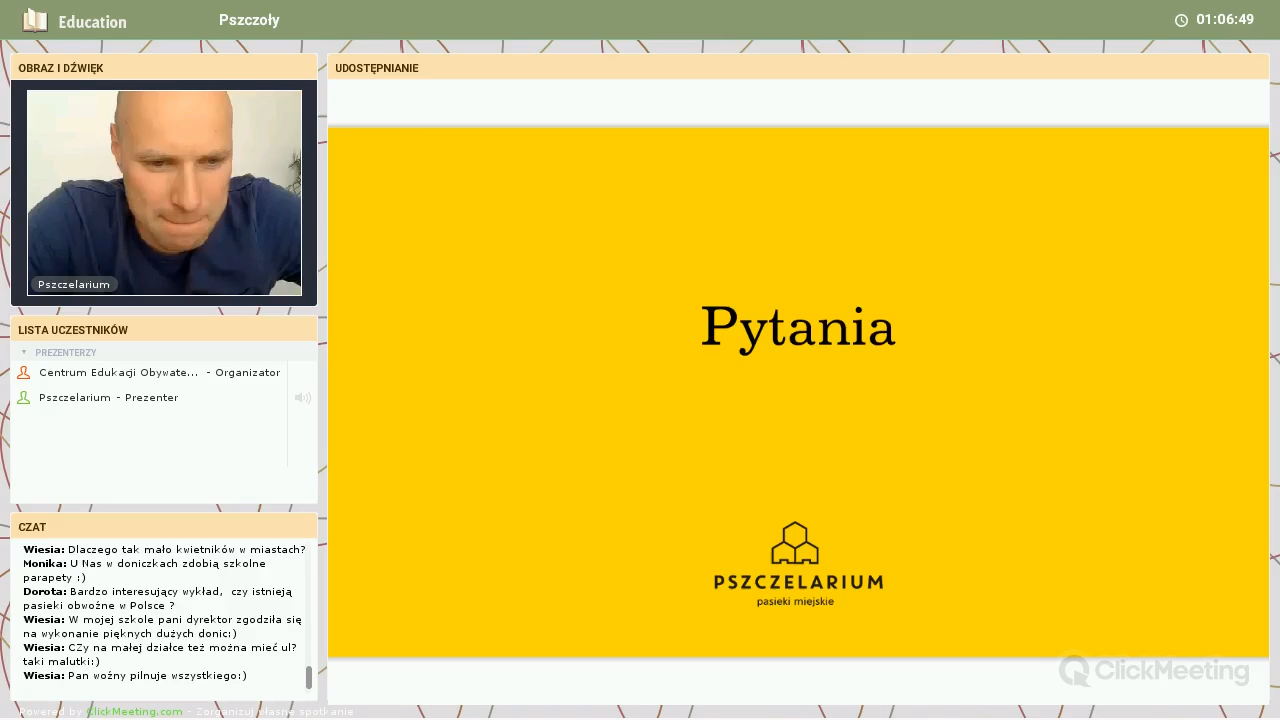 Education
Pszczoły
01:06:49
OBRAZ I DŹWIĘK
Pszczelarium
LISTA UCZESTNIKÓW
PREZENTERZY
Centrum Edukacji Obywate... - Organizator
Pszczelarium - Prezenter
CZAT
Wiesia: Dlaczego tak mało kwietników w miastach?
Monika: U Nas w doniczkach zdobią szkolne
parapety :)
Dorota: Bardzo interesujący wykład, czy istnieją
pasieki obwoźne w Polsce ?
Wiesia: W mojej szkole pani dyrektor zgodziła się
na wykonanie pięknych dużych donic:)
Wiesia: CZy na małej działce też można mieć ul?
taki malutki:)
Wiesia: Pan woźny pilnuje wszystkiego:)
Powered by ClickMeeting.com - Zorganizuj własne spotkanie
UDOSTĘPNIANIE
Pytania
PSZCZELARIUM
pasieki miejskie
ClickMeeting